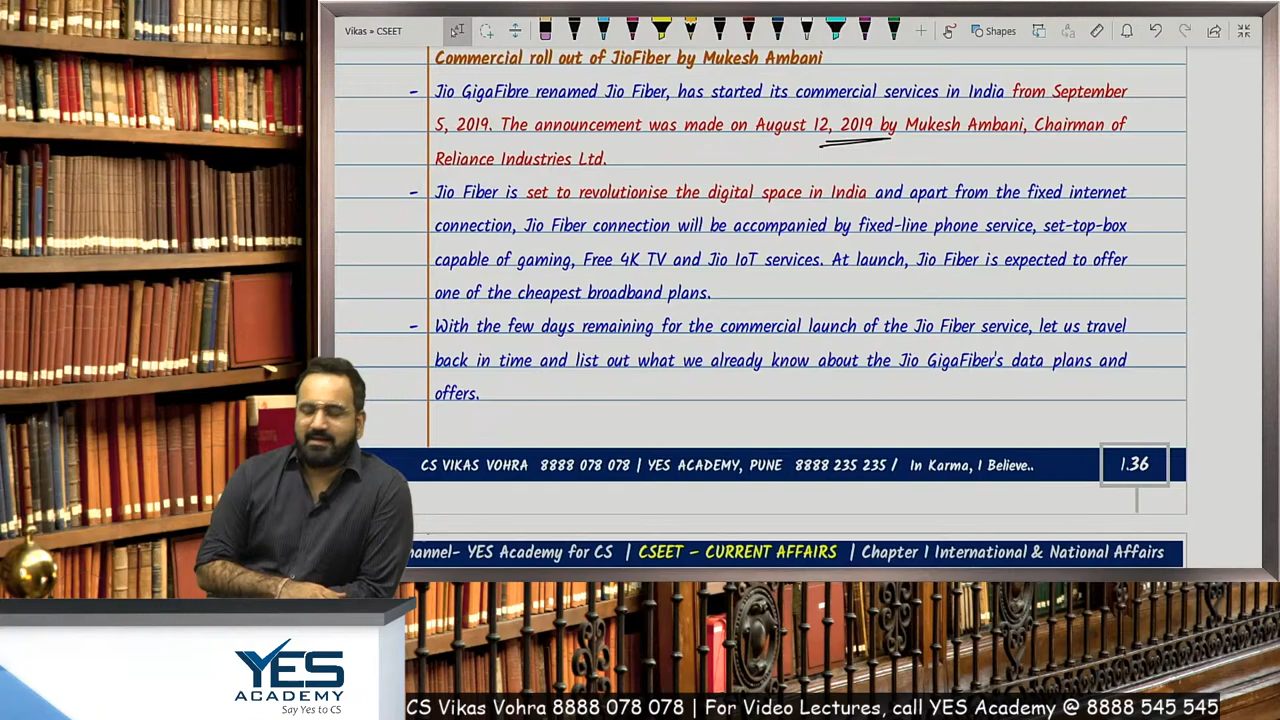 Vikas » CSEET
Shapes
Commercial roll out of JioFiber by Mukesh Ambani
- Jio GigaFibre renamed Jio Fiber, has started its commercial services in India from September
5, 2019. The announcement was made on August 12, 2019 by Mukesh Ambani, Chairman of
Reliance Industries Ltd.
- Jio Fiber is set to revolutionise the digital space in India and apart from the fixed internet
connection, Jio Fiber connection will be accompanied by fixed-line phone service, set-top-box
capable of gaming, Free 4K TV and Jio IoT services. At launch, Jio Fiber is expected to offer
one of the cheapest broadband plans.
- With the few days remaining for the commercial launch of the Jio Fiber service, let us travel
back in time and list out what we already know about the Jio GigaFiber's data plans and
offers.
CS VIKAS VOHRA 8888 078 078 | YES ACADEMY, PUNE 8888 235 235 / In Karma, I Believe..
1.36
hannel- YES Academy for CS | CSEET – CURRENT AFFAIRS | Chapter 1 International & National Affairs
YES
ACADEMY
Say Yes to CS
CS Vikas Vohra 8888 078 078 | For Video Lectures, call YES Academy @ 8888 545 545